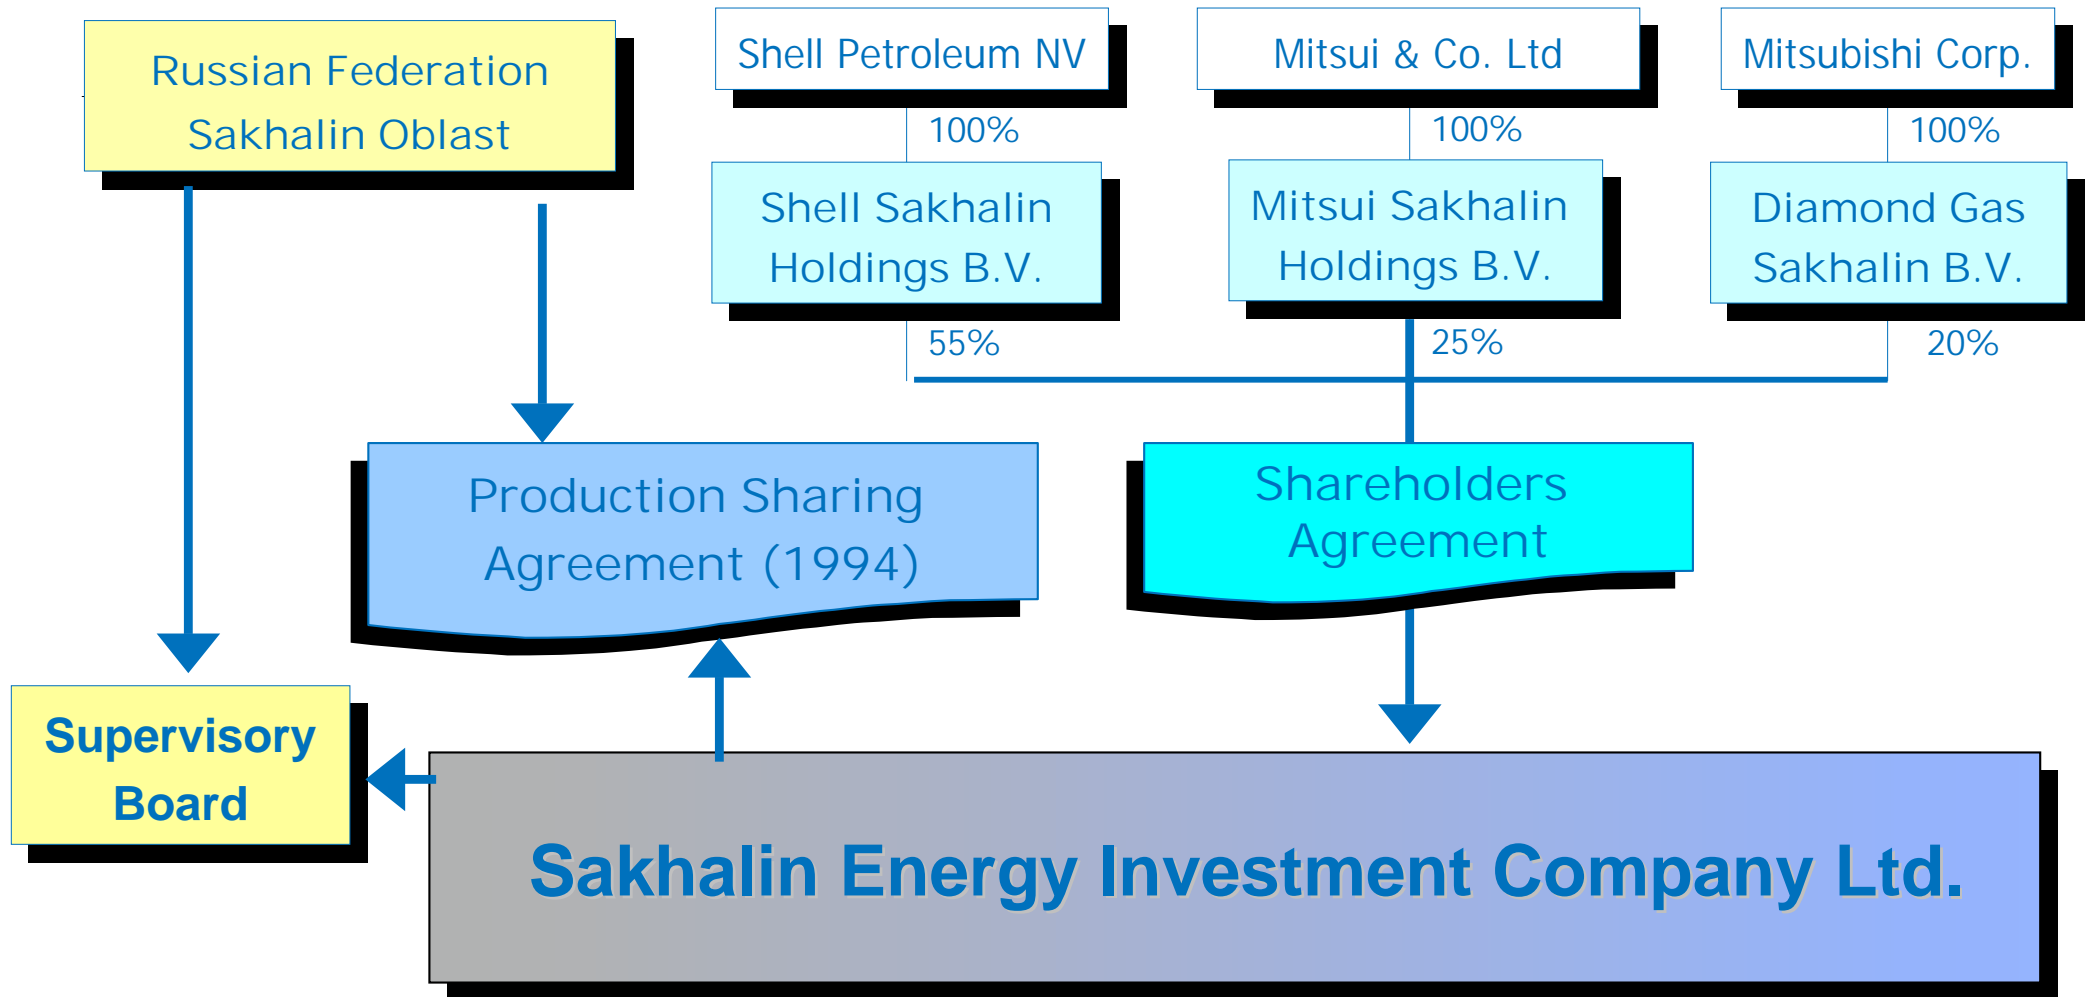 Russian Federation
Sakhalin Oblast
Shell Petroleum NV
Mitsui & Co. Ltd
Mitsubishi Corp.
100%
100%
100%
Shell Sakhalin
Holdings B.V.
Mitsui Sakhalin
Holdings B.V.
Diamond Gas
Sakhalin B.V.
55%
25%
20%
Production Sharing
Agreement (1994)
Shareholders
Agreement
Supervisory
Board
Sakhalin Energy Investment Company Ltd.